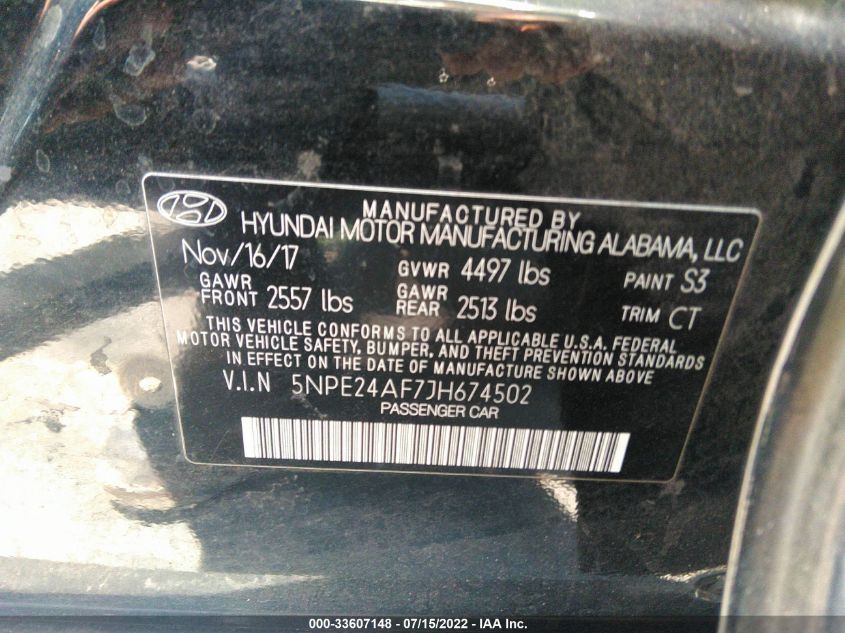 MANUFACTURED BY
HYUNDAI MOTOR MANUFACTURING ALABAMA, LLC
Nov/16/17 GVWR 4497 lbs PAINT S3
GAWR FRONT 2557 lbs GAWR REAR 2513 lbs TRIM CT
THIS VEHICLE CONFORMS TO ALL APPLICABLE U.S.A. FEDERAL
MOTOR VEHICLE SAFETY, BUMPER, AND THEFT PREVENTION STANDARDS
IN EFFECT ON THE DATE OF MANUFACTURE SHOWN ABOVE
V.I.N 5NPE24AF7JH674502
PASSENGER CAR
000-33607148 - 07/15/2022 - IAA Inc.